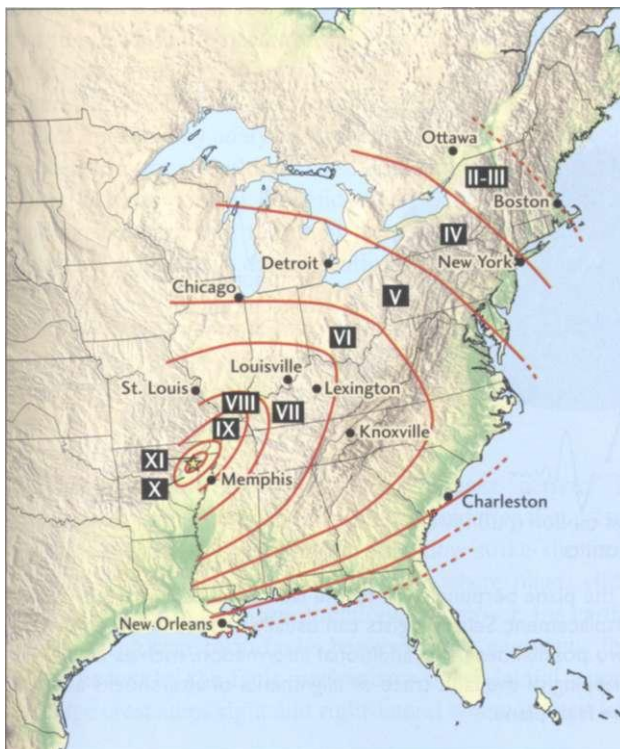 Ottawa
II-III
Boston
IV
New York
Detroit
V
Chicago
VI
Louisville
St. Louis
Lexington
VIII
VII
IX
Knoxville
XI
X
Memphis
Charleston
New Orleans